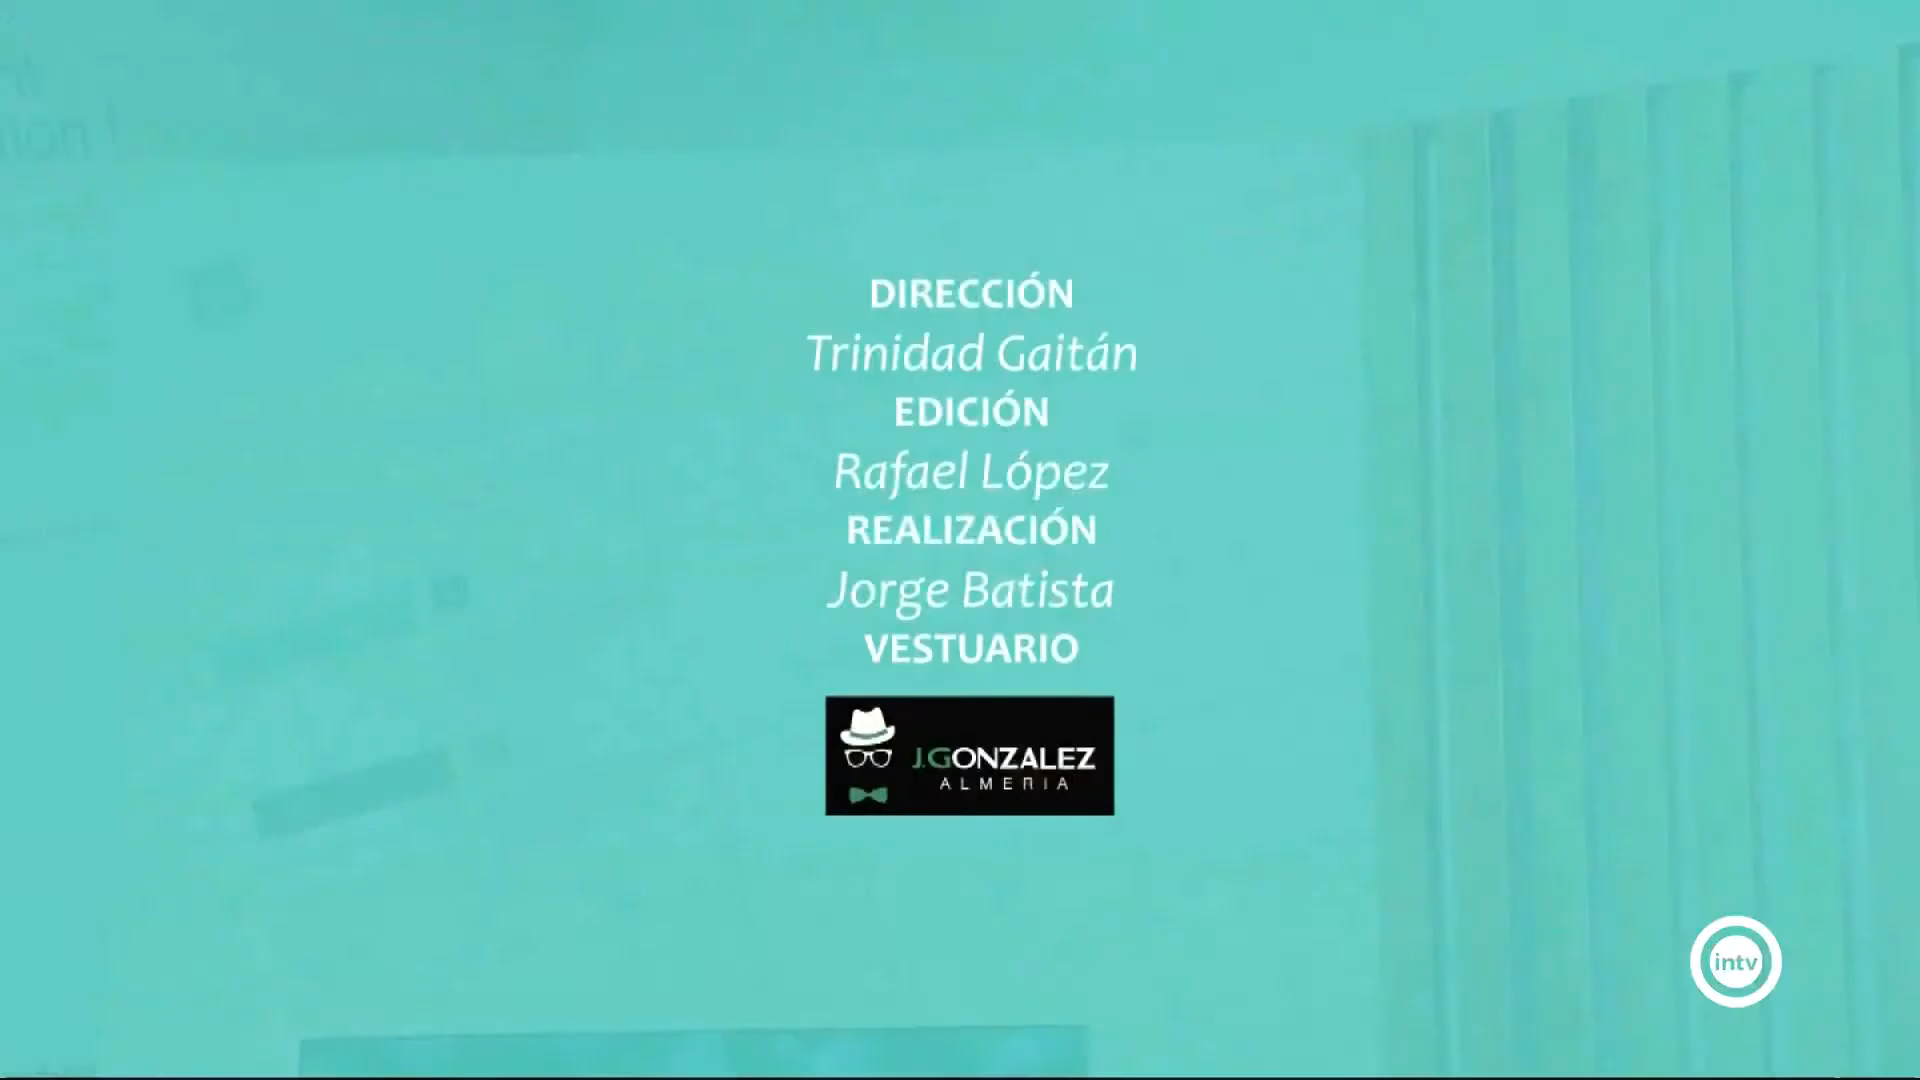 DIRECCIÓN
Trinidad Gaitán
EDICIÓN
Rafael López
REALIZACIÓN
Jorge Batista
VESTUARIO
J.GONZALEZ
ALMERIA
intv